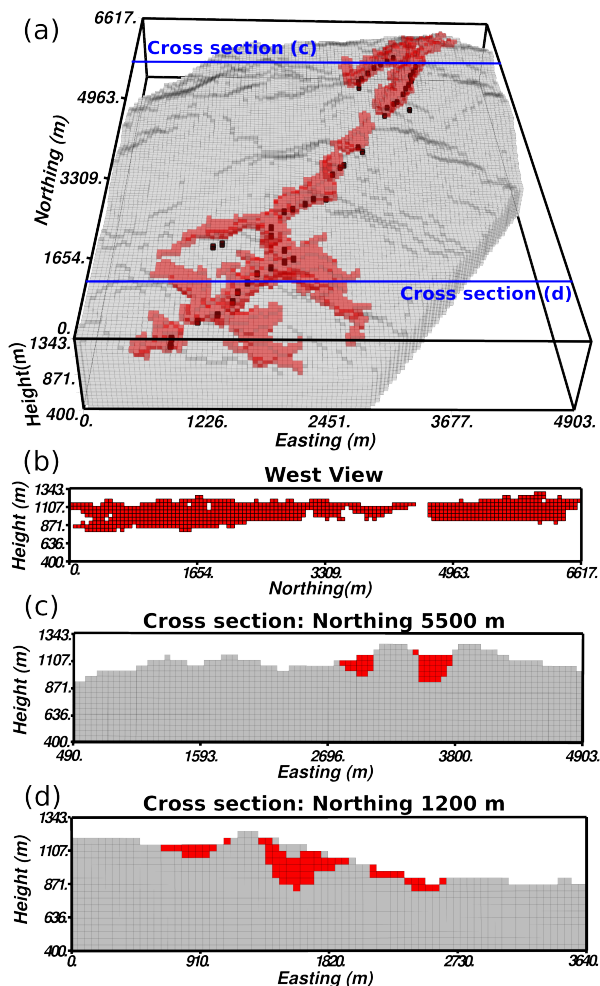 (a)
6617.
Cross section (c)
4963.
3309.
Northing (m)
1654.
Cross section (d)
0.
1343.
871.
400.
Height(m)
0. 1226. 2451. 3677. 4903.
Easting (m)
(b)
West View
1343.
1107.
871.
636.
400.
Height (m)
0. 1654. 3309. 4963. 6617.
Northing(m)
(c)
Cross section: Northing 5500 m
1343.
1107.
871.
636.
400.
Height (m)
490. 1593. 2696. 3800. 4903.
Easting (m)
(d)
Cross section: Northing 1200 m
1343.
1107.
871.
636.
400.
Height (m)
0. 910. 1820. 2730. 3640.
Easting (m)